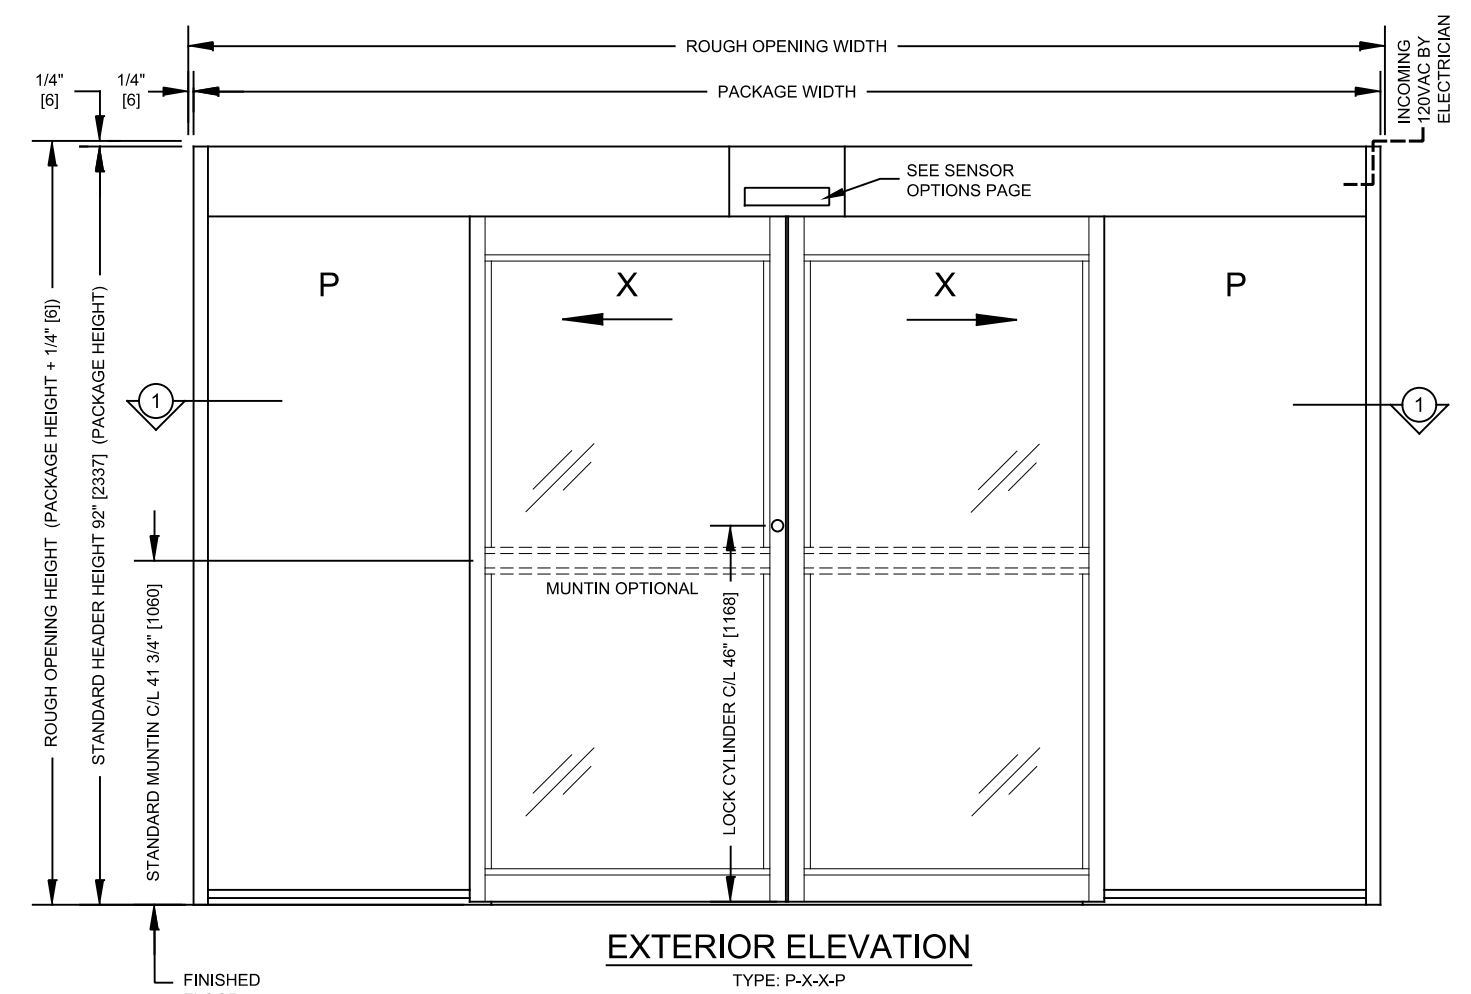 ROUGH OPENING WIDTH
PACKAGE WIDTH
1/4"
[6]
1/4"
[6]
INCOMING
120VAC BY
ELECTRICIAN
SEE SENSOR
OPTIONS PAGE
P
X
X
P
1
1
ROUGH OPENING HEIGHT (PACKAGE HEIGHT + 1/4" [6])
STANDARD HEADER HEIGHT 92" [2337] (PACKAGE HEIGHT)
STANDARD MUNTIN C/L 41 3/4" [1060]
MUNTIN OPTIONAL
LOCK CYLINDER C/L 46" [1168]
EXTERIOR ELEVATION
TYPE: P-X-X-P
FINISHED